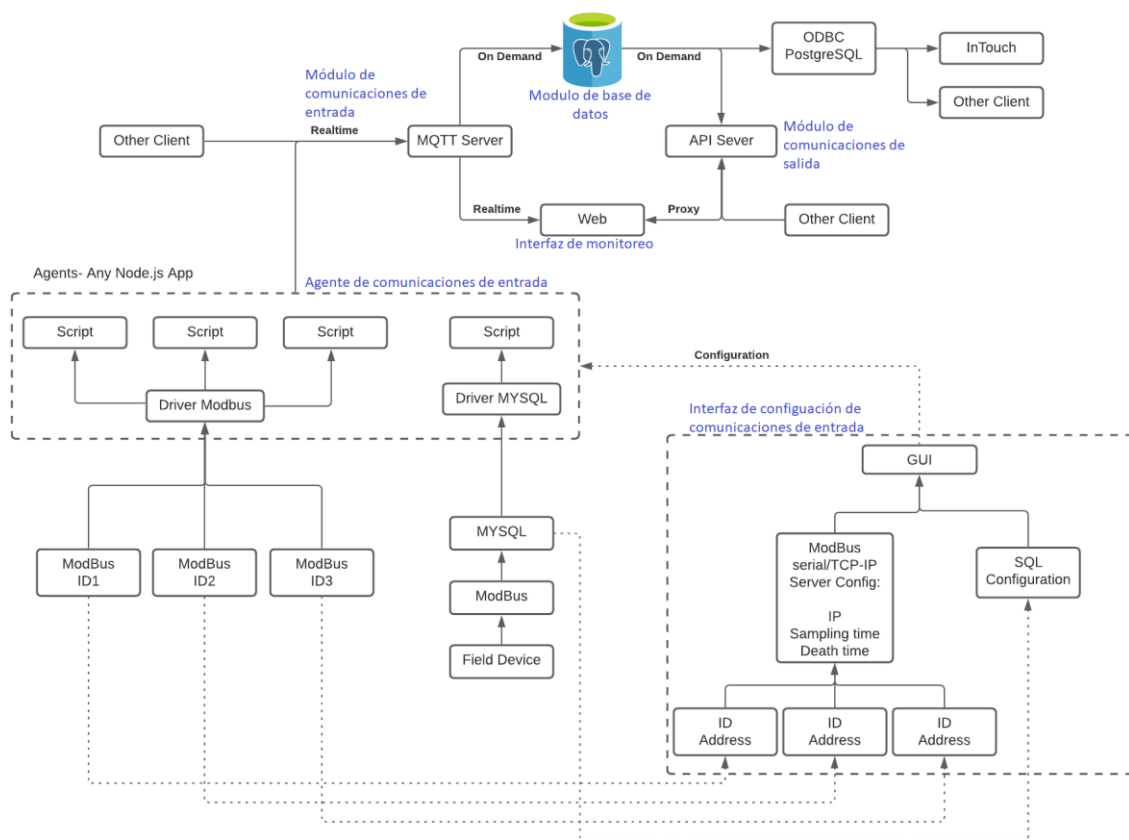 ODBC
PostgreSQL
InTouch
On Demand
On Demand
Módulo de
comunicaciones de
entrada
Modulo de base de
datos
Other Client
Realtime
Other Client
MQTT Server
API Sever
Módulo de
comunicaciones de
salida
Realtime
Web
Proxy
Other Client
Interfaz de monitoreo
Agents- Any Node.js App
Agente de comunicaciones de entrada
Script
Script
Script
Script
Configuration
Driver Modbus
Driver MYSQL
Interfaz de configuación de
comunicaciones de entrada
GUI
MYSQL
ModBus
ID1
ModBus
ID2
ModBus
ID3
ModBus
serial/TCP-IP
Server Config:
IP
Sampling time
Death time
SQL
Configuration
ModBus
Field Device
ID
Address
ID
Address
ID
Address